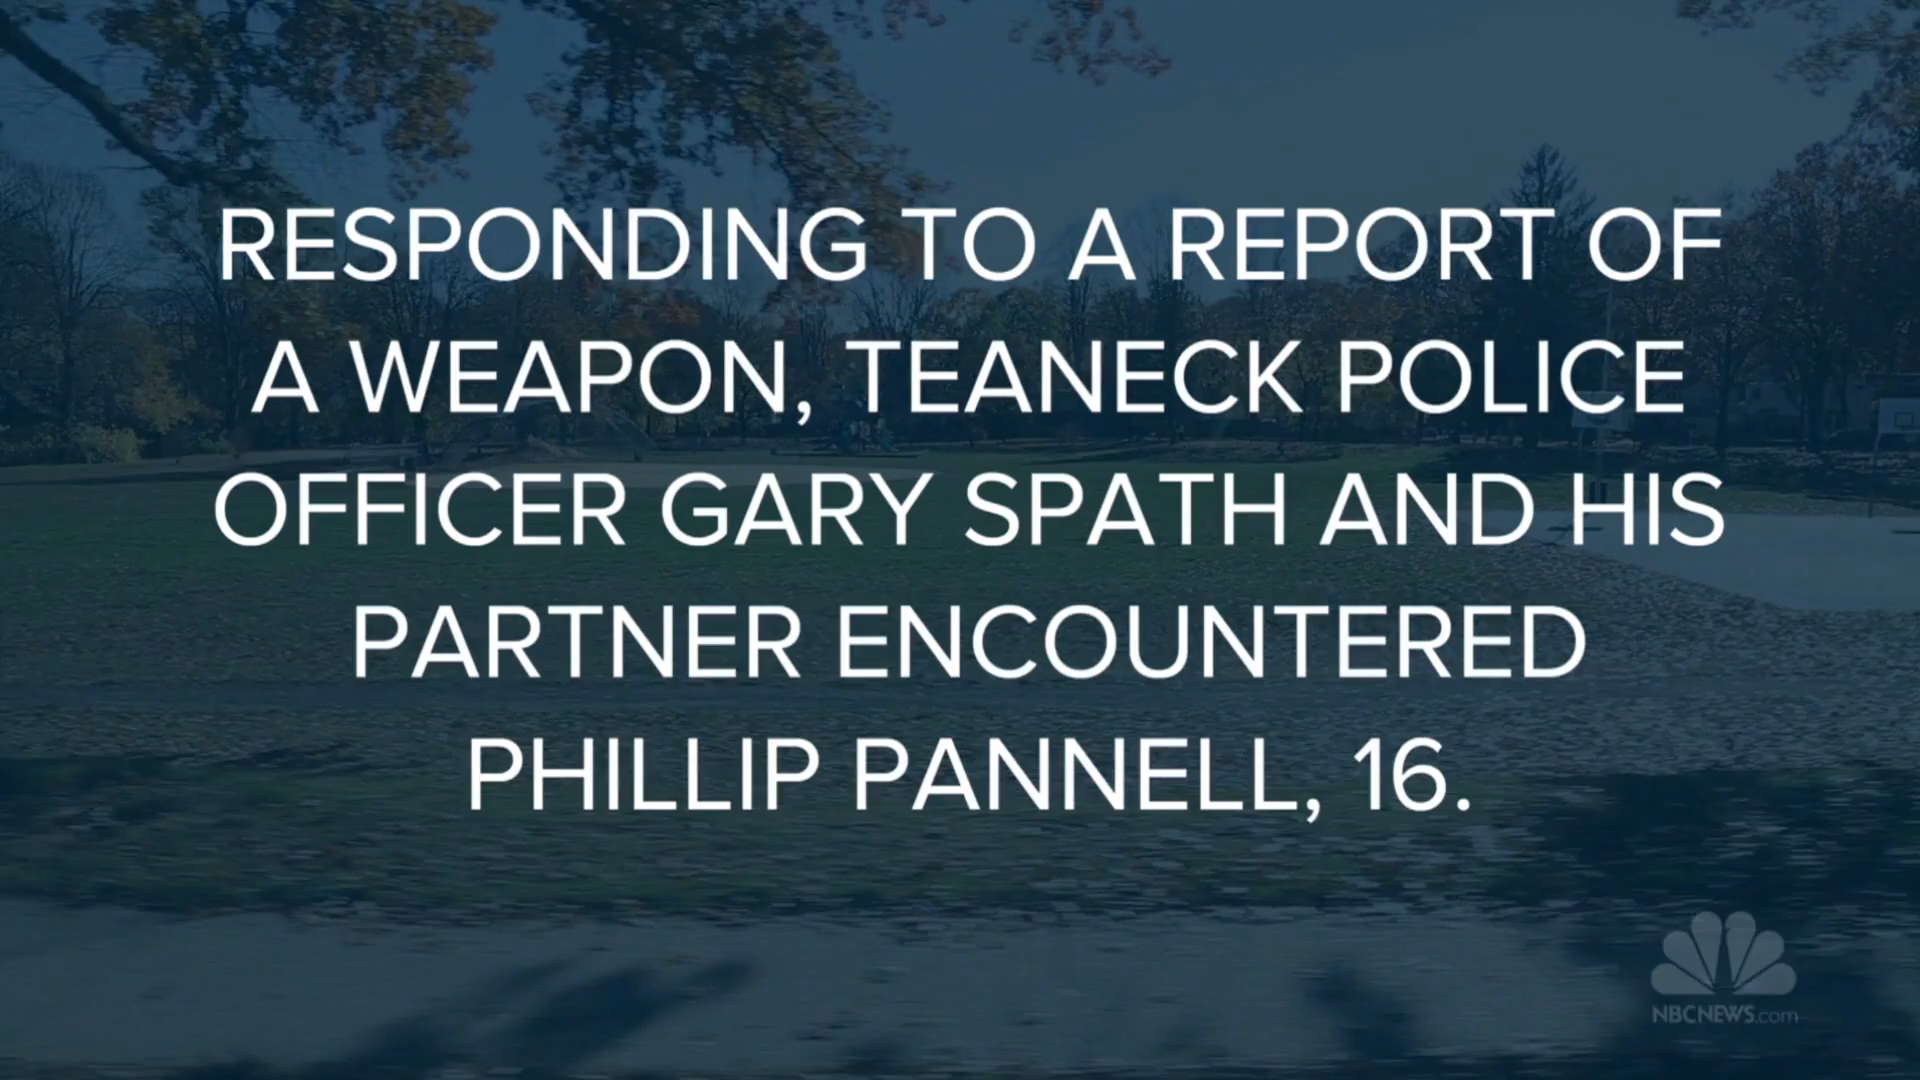 RESPONDING TO A REPORT OF
A WEAPON, TEANECK POLICE
OFFICER GARY SPATH AND HIS
PARTNER ENCOUNTERED
PHILLIP PANNELL, 16.
NBCNEWS.com